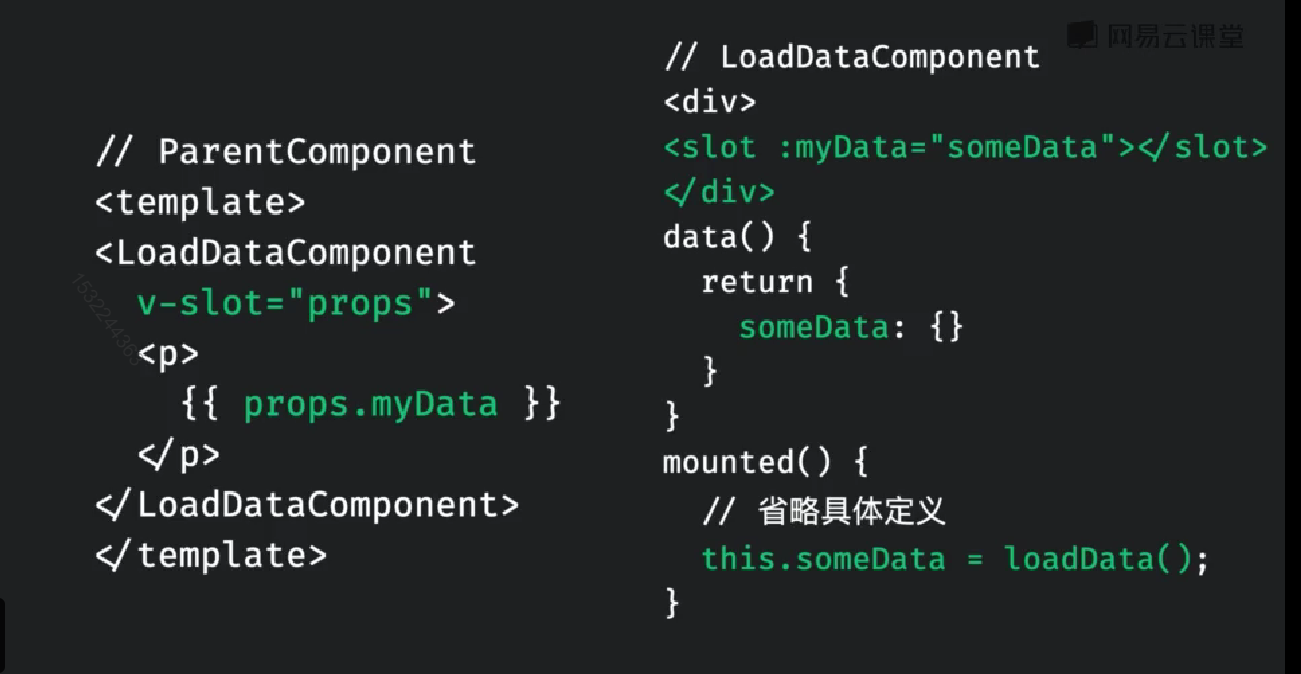 网易云课堂
// ParentComponent
<template>
<LoadDataComponent
v-slot="props">
<p>
{{ props.myData }}
</p>
</LoadDataComponent>
</template>
1532244363
// LoadDataComponent
<div>
<slot :myData="someData"></slot>
</div>
data() {
return {
someData: {}
}
}
mounted() {
// 省略具体定义
this.someData = loadData();
}